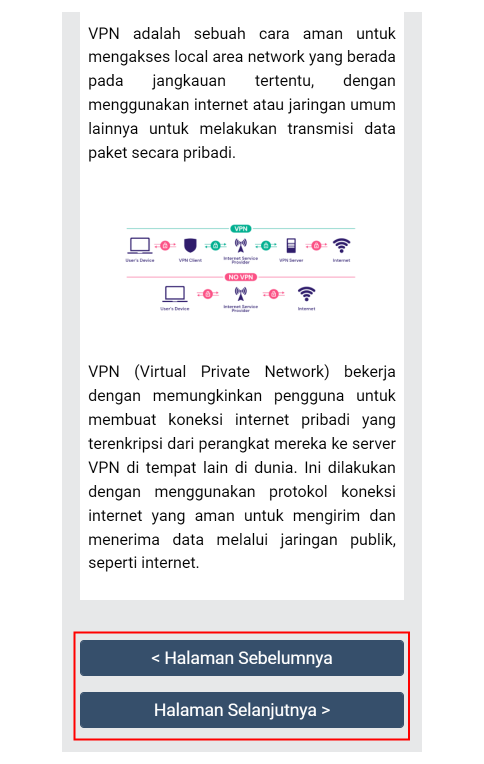 VPN adalah sebuah cara aman untuk
mengakses local area network yang berada
pada jangkauan tertentu, dengan
menggunakan internet atau jaringan umum
lainnya untuk melakukan transmisi data
paket secara pribadi.
VPN
User's Device
VPN Client
Internet Service
Provider
VPN Server
Internet
NO VPN
User's Device
Internet Service
Provider
Internet
VPN (Virtual Private Network) bekerja
dengan memungkinkan pengguna untuk
membuat koneksi internet pribadi yang
terenkripsi dari perangkat mereka ke server
VPN di tempat lain di dunia. Ini dilakukan
dengan menggunakan protokol koneksi
internet yang aman untuk mengirim dan
menerima data melalui jaringan publik,
seperti internet.
< Halaman Sebelumnya
Halaman Selanjutnya >